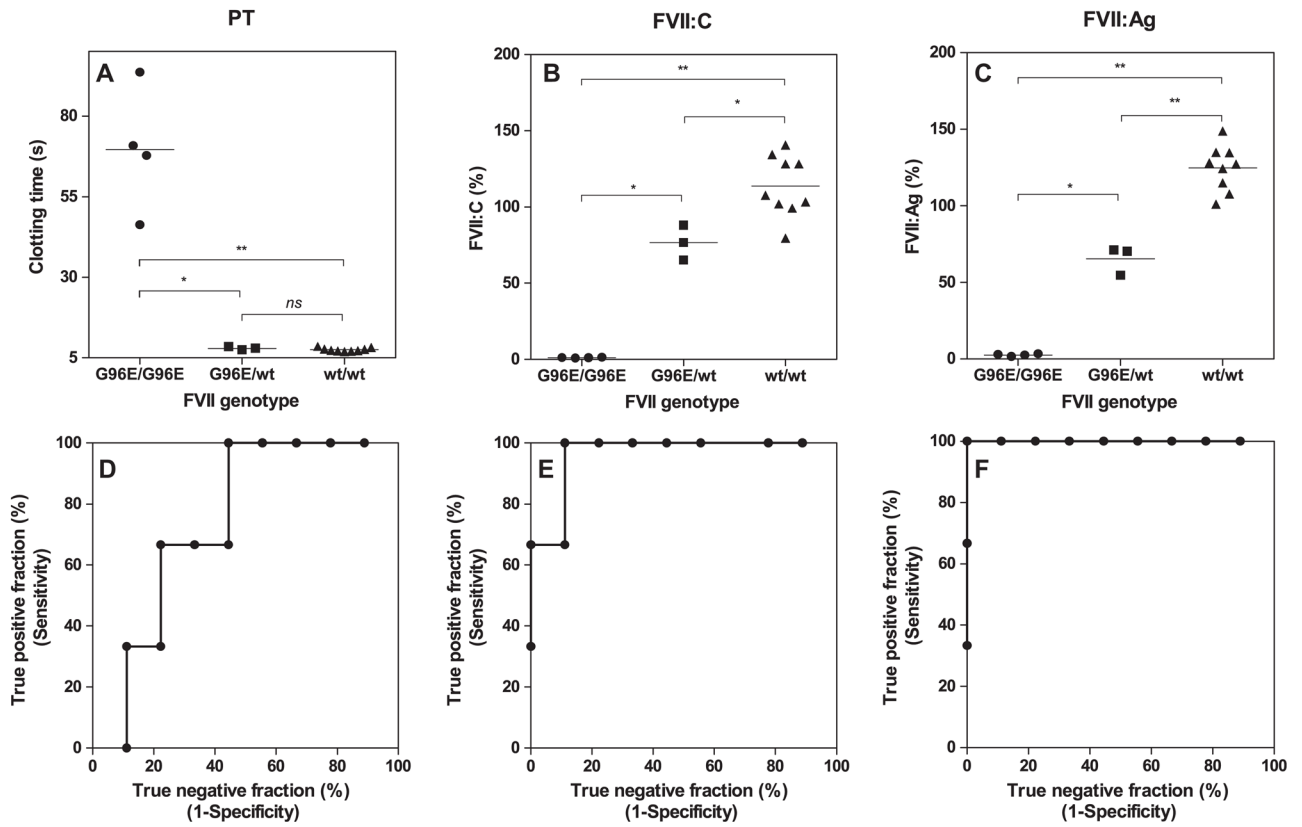 PT
FVII:C
FVII:Ag
A
80
55
30
5
Clotting time (s)
**
*
ns
G96E/G96E
G96E/wt
wt/wt
FVII genotype
B
200
150
100
50
0
FVII:C (%)
**
*
*
G96E/G96E
G96E/wt
wt/wt
FVII genotype
C
200
150
100
50
0
FVII:Ag (%)
**
**
*
G96E/G96E
G96E/wt
wt/wt
FVII genotype
D
100
80
60
40
20
0
True positive fraction (%)
(Sensitivity)
0 20 40 60 80 100
True negative fraction (%)
(1-Specificity)
E
100
80
60
40
20
0
True positive fraction (%)
(Sensitivity)
0 20 40 60 80 100
True negative fraction (%)
(1-Specificity)
F
100
80
60
40
20
0
True positive fraction (%)
(Sensitivity)
0 20 40 60 80 100
True negative fraction (%)
(1-Specificity)